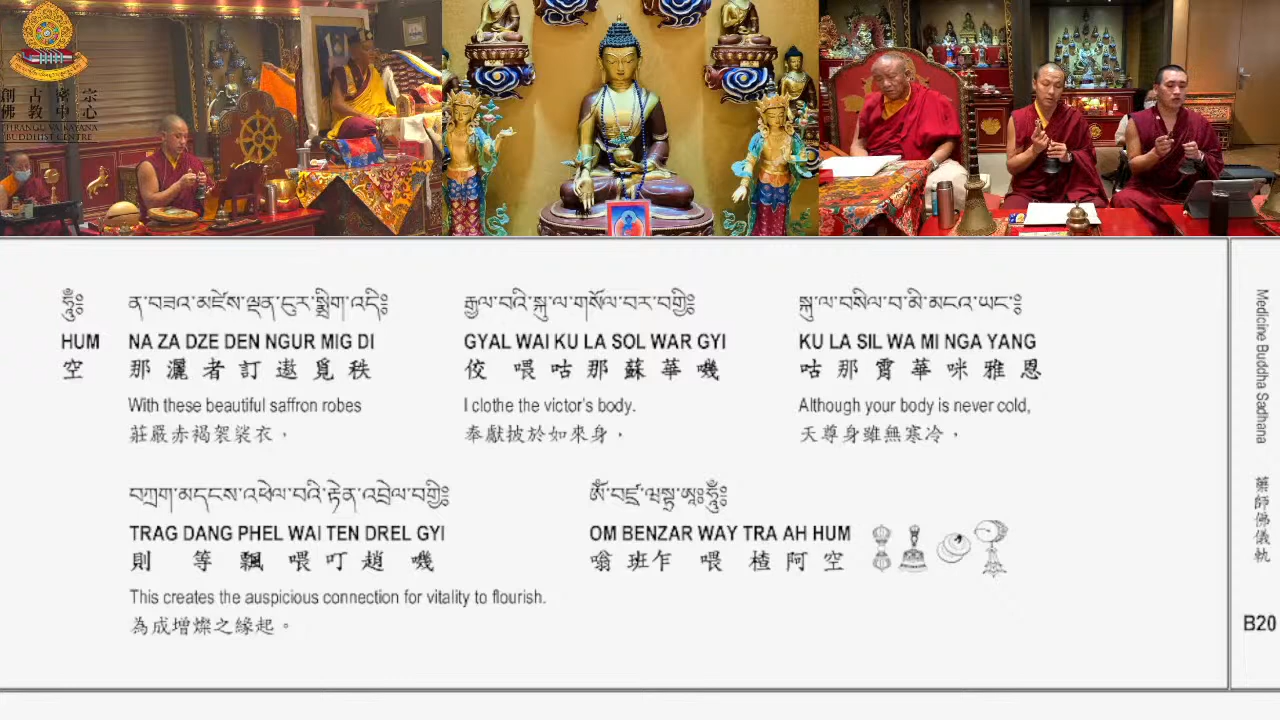 創古密宗
佛教中心
THRANGU VAJRAYANA
BUDDHIST CENTRE
ཧཱུྃ༔ ན་བཟའ་མཛེས་ལྡན་ངུར་སྨྲིག་འདི༔ རྒྱལ་བའི་སྐུ་ལ་གསོལ་བར་བགྱི༔ སྐུ་ལ་བསིལ་བ་མི་མངའ་ཡང་༔
HUM NA ZA DZE DEN NGUR MIG DI GYAL WAI KU LA SOL WAR GYI KU LA SIL WA MI NGA YANG
空 那灑者訂遨覓秩 佼喂咕那蘇華嘰 咕那霄華咪雅恩
With these beautiful saffron robes I clothe the victor's body. Although your body is never cold,
莊嚴赤褐袈裟衣， 奉獻披於如來身， 天尊身雖無寒冷，
བཀྲག་མདངས་འཕེལ་བའི་རྟེན་འབྲེལ་བགྱི༔ ཨོཾ་བཛྲ་ཝསྟྲ་ཨཱཿཧཱུྃ༔
TRAG DANG PHEL WAI TEN DREL GYI OM BENZAR WAY TRA AH HUM
則等飄喂叮趙嘰 嗡班乍喂楂阿空
This creates the auspicious connection for vitality to flourish.
為成增燦之緣起。
Medicine Buddha Sadhana
藥師佛儀軌
B20